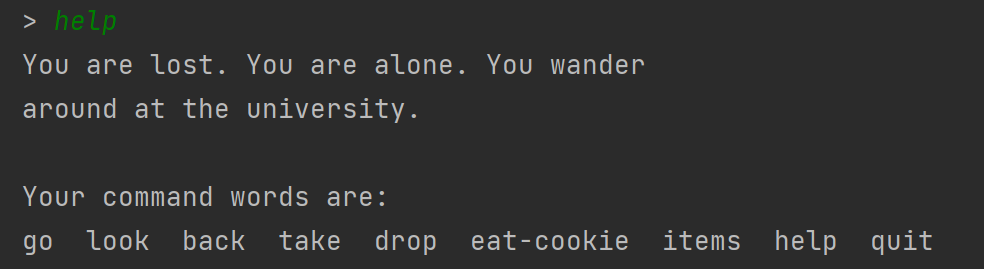 > help
You are lost. You are alone. You wander
around at the university.
Your command words are:
go  look  back  take  drop  eat-cookie  items  help  quit